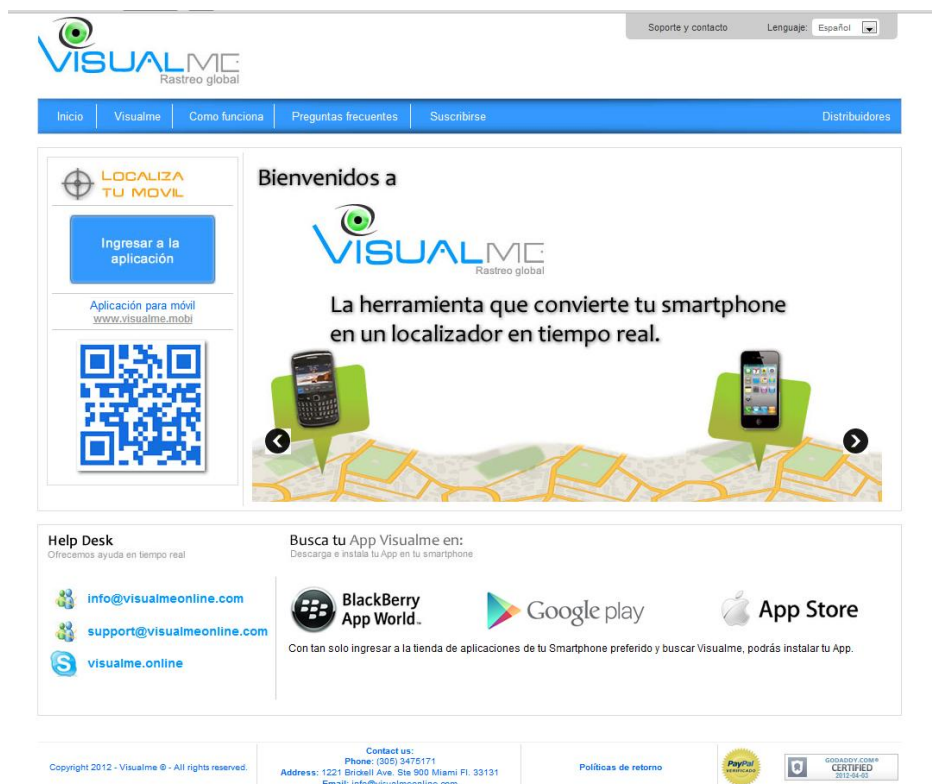 VISUALME
Rastreo global
Soporte y contacto
Lenguaje: Español
Inicio
Visualme
Como funciona
Preguntas frecuentes
Suscribirse
Distribuidores
LOCALIZA
TU MOVIL
Ingresar a la
aplicación
Aplicación para móvil
www.visualme.mobi
Bienvenidos a
VISUALME
Rastreo global
La herramienta que convierte tu smartphone
en un localizador en tiempo real.
Help Desk
Ofrecemos ayuda en tiempo real
info@visualmeonline.com
support@visualmeonline.com
visualme.online
Busca tu App Visualme en:
Descarga e instala tu App en tu smartphone
BlackBerry
App World
Google play
App Store
Con tan solo ingresar a la tienda de aplicaciones de tu Smartphone preferido y buscar Visualme, podrás instalar tu App.
Copyright 2012 - Visualme ® - All rights reserved.
Contact us:
Phone: (305) 3475171
Address: 1221 Brickell Ave. Ste 900 Miami Fl. 33131
Email: info@visualmeonline.com
Políticas de retorno
PayPal
VERIFICADA
GODADDY.COM®
CERTIFIED
2012-04-03